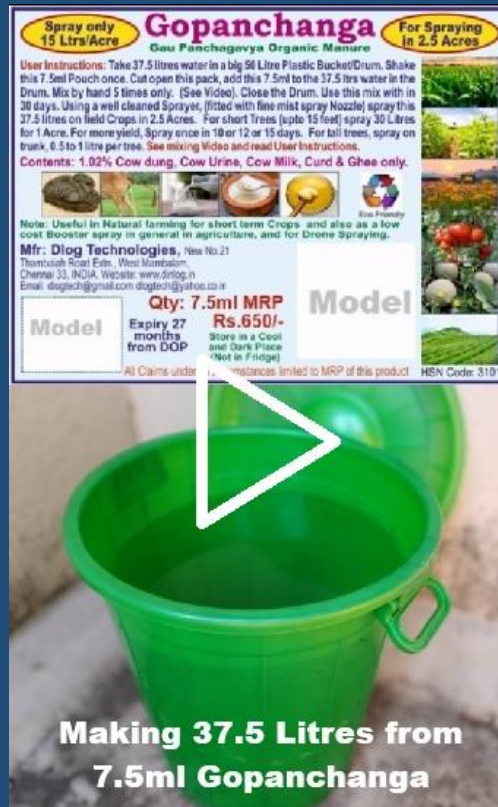 Spray only
15 Ltrs/Acre
Gopanchanga
Gau Panchagavya Organic Manure
For Spraying
in 2.5 Acres
User Instructions: Take 37.5 litres water in a big 50 Litre Plastic Bucket/Drum. Shake
this 7.5ml Pouch once. Cut open this pack, add this 7.5ml to the 37.5 ltrs water in the
Drum. Mix by hand 5 times only. (See Video). Close the Drum. Use this mix with in
30 days. Using a well cleaned Sprayer, (fitted with fine mist spray Nozzle) spray this
37.5 litres on field Crops in 2.5 Acres. For short Trees (upto 15 feet) spray 30 Litres
for 1 Acre. For more yield, Spray once in 10 or 12 or 15 days. For tall trees, spray on
trunk, 0.5 to 1 litre per tree. See mixing Video and read User Instructions.
Contents: 1.02% Cow dung, Cow Urine, Cow Milk, Curd & Ghee only.
Eco Friendly
Note: Useful in Natural farming for short term Crops and also as a low
cost Booster spray in general in agriculture, and for Drone Spraying.
Mfr: Dlog Technologies, New No.21
Thambaiah Road Extn., West Mambalam,
Chennai 33, INDIA. Website: www.dinlog.in
Email: dlogtech@gmail.com dlogtech@yahoo.co.in
Qty: 7.5ml MRP
Rs.650/-
Model
Expiry 27
months
from DOP
Store in a Cool
and Dark Place
(Not in Fridge)
Model
All Claims under limited to MRP of this product
HSN Code: 3101
Making 37.5 Litres from
7.5ml Gopanchanga